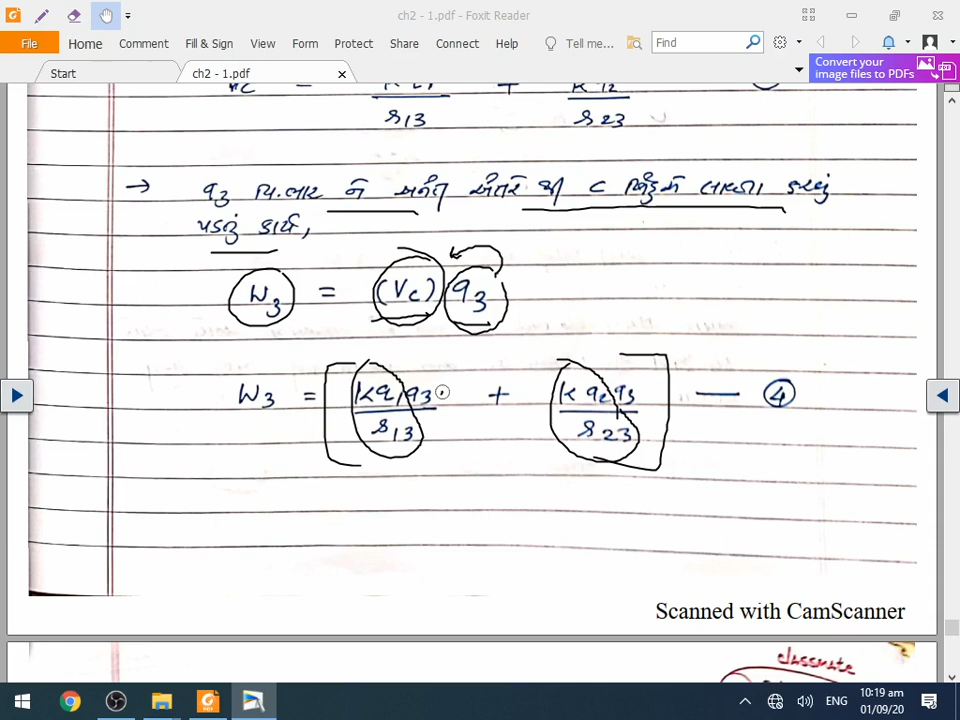 ch2 - 1.pdf - Foxit Reader
File Home Comment Fill & Sign View Form Protect Share Connect Help Tell me... Find
Start ch2 - 1.pdf Convert your
image files to PDFs
r13 + r23
→ q3 વિ.ભાર ને અનંત અંતરે થી C બિંદુએ લાવતા કરવું
પડતું કાર્ય,
W3 = (Vc) q3
W3 = [ kq1q3 / r13 + kq2q3 / r23 ] — ④
Scanned with CamScanner
classmate
ENG 10:19 am
01/09/20